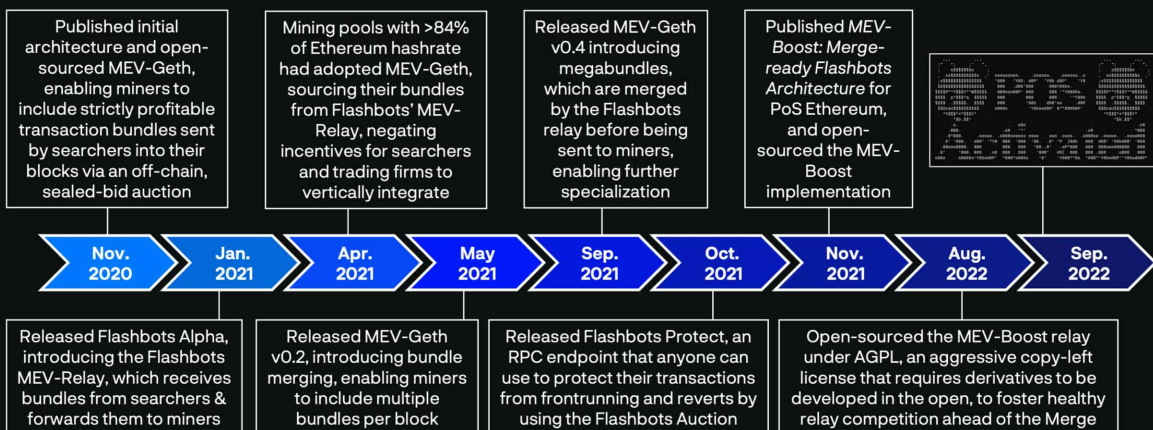 Published initial
architecture and open-
sourced MEV-Geth,
enabling miners to
include strictly profitable
transaction bundles sent
by searchers into their
blocks via an off-chain,
sealed-bid auction
Mining pools with >84%
of Ethereum hashrate
had adopted MEV-Geth,
sourcing their bundles
from Flashbots’ MEV-
Relay, negating
incentives for searchers
and trading firms to
vertically integrate
Released MEV-Geth
v0.4 introducing
megabundles,
which are merged
by the Flashbots
relay before being
sent to miners,
enabling further
specialization
Published MEV-
Boost: Merge-
ready Flashbots
Architecture for
PoS Ethereum,
and open-
sourced the MEV-
Boost
implementation
Nov.
2020
Jan.
2021
Apr.
2021
May
2021
Sep.
2021
Oct.
2021
Nov.
2021
Aug.
2022
Sep.
2022
Released Flashbots Alpha,
introducing the Flashbots
MEV-Relay, which receives
bundles from searchers &
forwards them to miners
Released MEV-Geth
v0.2, introducing bundle
merging, enabling miners
to include multiple
bundles per block
Released Flashbots Protect, an
RPC endpoint that anyone can
use to protect their transactions
from frontrunning and reverts by
using the Flashbots Auction
Open-sourced the MEV-Boost relay
under AGPL, an aggressive copy-left
license that requires derivatives to be
developed in the open, to foster healthy
relay competition ahead of the Merge